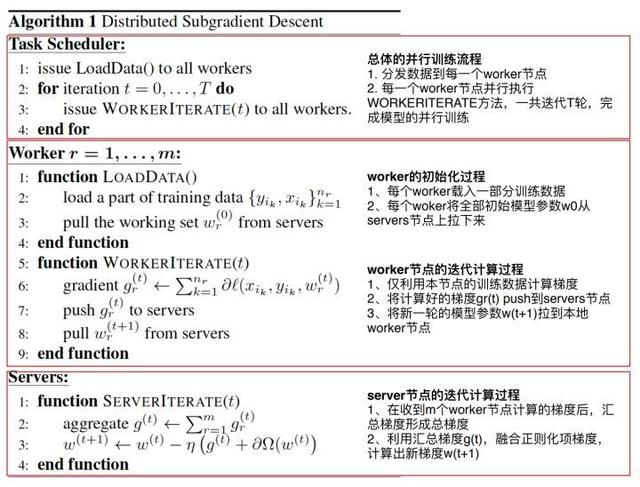 Algorithm 1 Distributed Subgradient Descent
Task Scheduler:
1: issue LoadData() to all workers
2: for iteration t = 0, . . . , T do
3: issue WORKERITERATE(t) to all workers.
4: end for
总体的并行训练流程
1. 分发数据到每一个worker节点
2. 每一个worker节点并行执行
WORKERITERATE方法，一共迭代T轮，完
成模型的并行训练
Worker r = 1, . . . , m:
1: function LOADDATA()
2: load a part of training data {y_{i_k}, x_{i_k}}_{k=1}^{n_r}
3: pull the working set w_r^{(0)} from servers
4: end function
5: function WORKERITERATE(t)
6: gradient g_r^{(t)} ← ∑_{k=1}^{n_r} ∂ℓ(x_{i_k}, y_{i_k}, w_r^{(t)})
7: push g_r^{(t)} to servers
8: pull w_r^{(t+1)} from servers
9: end function
worker的初始化过程
1、每个worker载入一部分训练数据
2、每个woker将全部初始模型参数w0从
servers节点上拉下来
worker节点的迭代计算过程
1、仅利用本节点的训练数据计算梯度
2、将计算好的梯度gr(t) push到servers节点
3、将新一轮的模型参数w(t+1)拉到本地
worker节点
Servers:
1: function SERVERITERATE(t)
2: aggregate g^{(t)} ← ∑_{r=1}^{m} g_r^{(t)}
3: w^{(t+1)} ← w^{(t)} − η (g^{(t)} + ∂Ω(w^{(t)})
4: end function
server节点的迭代计算过程
1、在收到m个worker节点计算的梯度后，汇
总梯度形成总梯度
2、利用汇总梯度g(t)，融合正则化项梯度，
计算出新梯度w(t+1)